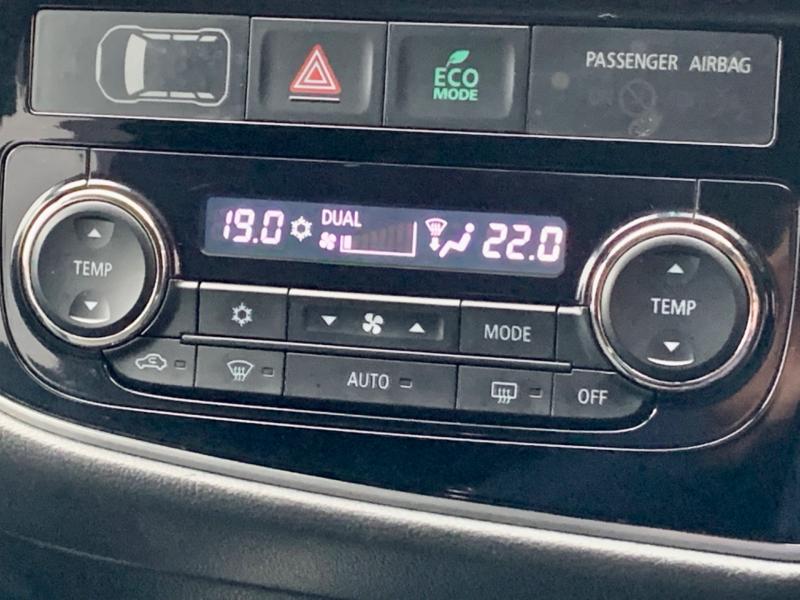 ECO
MODE
PASSENGER AIRBAG
19.0 DUAL 22.0
TEMP
TEMP
MODE
AUTO
OFF